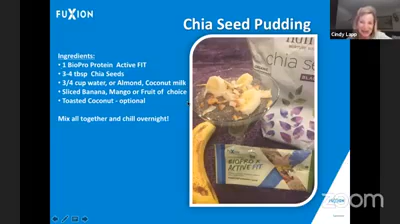 FUXION
Chia Seed Pudding
Cindy Lapp
Ingredients:
• 1 BioPro Protein Active FIT
• 3-4 tbsp Chia Seeds
• 3/4 cup water, or Almond, Coconut milk
• Sliced Banana, Mango or Fruit of choice
• Toasted Coconut - optional
Mix all together and chill overnight!
chia s
BIOPRO X
ACTIVE FIT
zoom